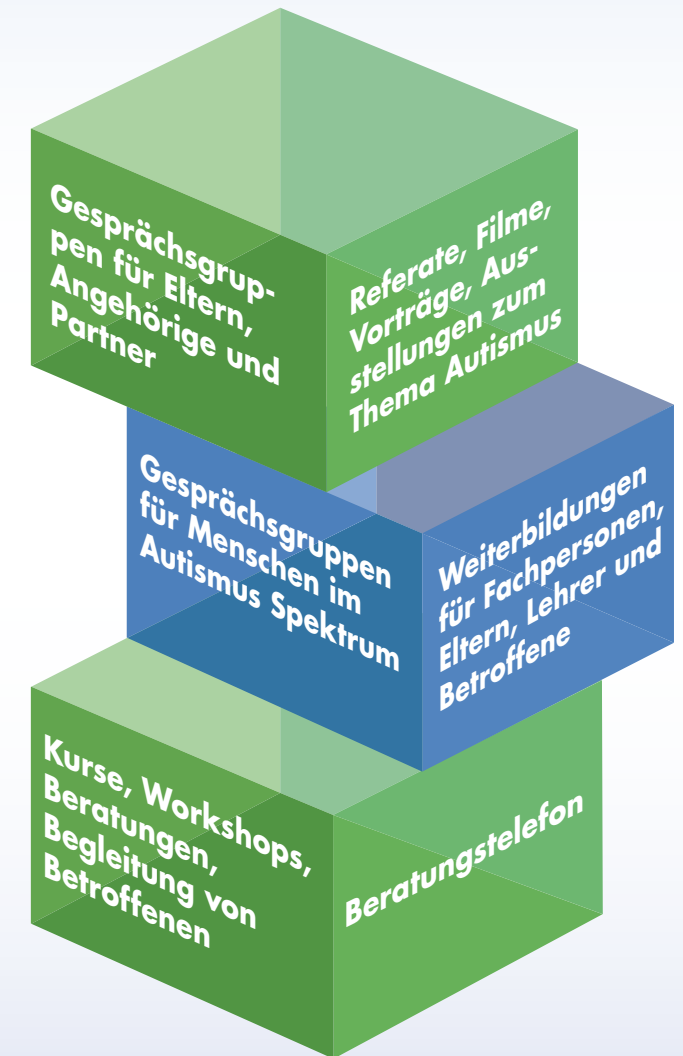 Gesprächsgrup-
pen für Eltern,
Angehörige und
Partner
Referate, Filme,
Vorträge, Aus-
stellungen zum
Thema Autismus
Gesprächsgruppen
für Menschen im
Autismus Spektrum
Weiterbildungen
für Fachpersonen,
Eltern, Lehrer und
Betroffene
Kurse, Workshops,
Beratungen,
Begleitung von
Betroffenen
Beratungstelefon